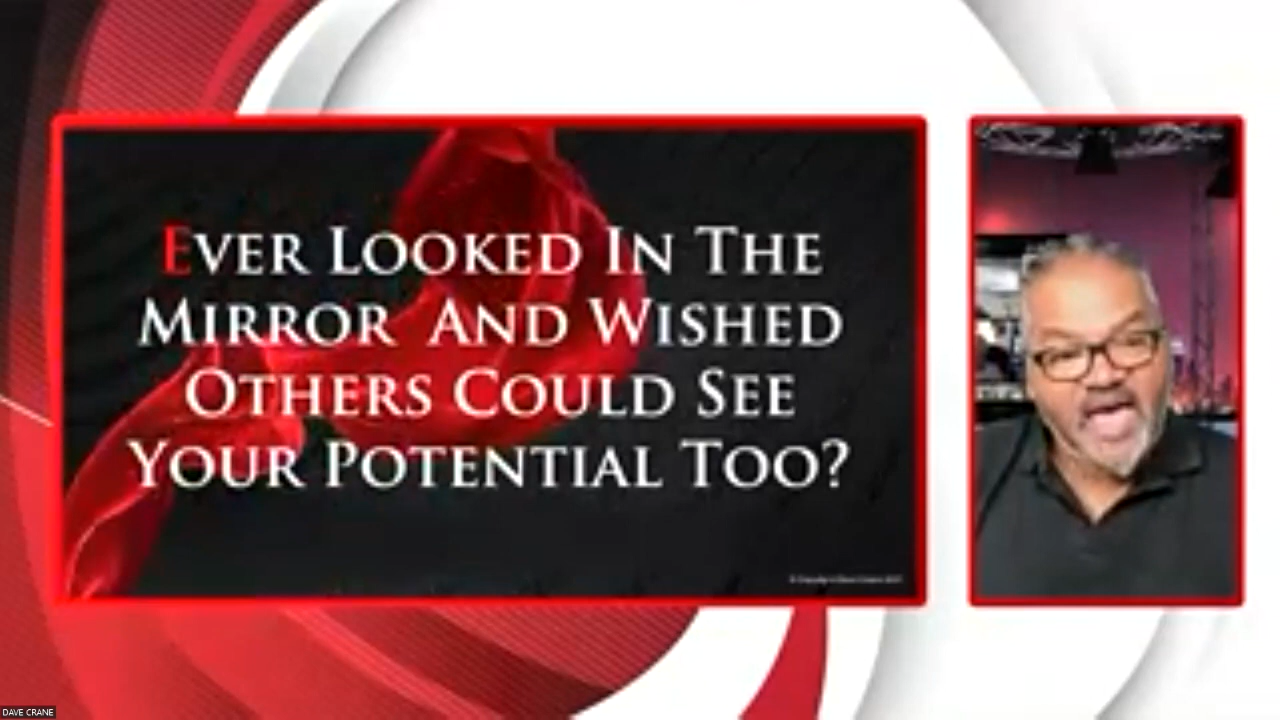 Ever Looked In The
Mirror And Wished
Others Could See
Your Potential Too?
DAVE CRANE